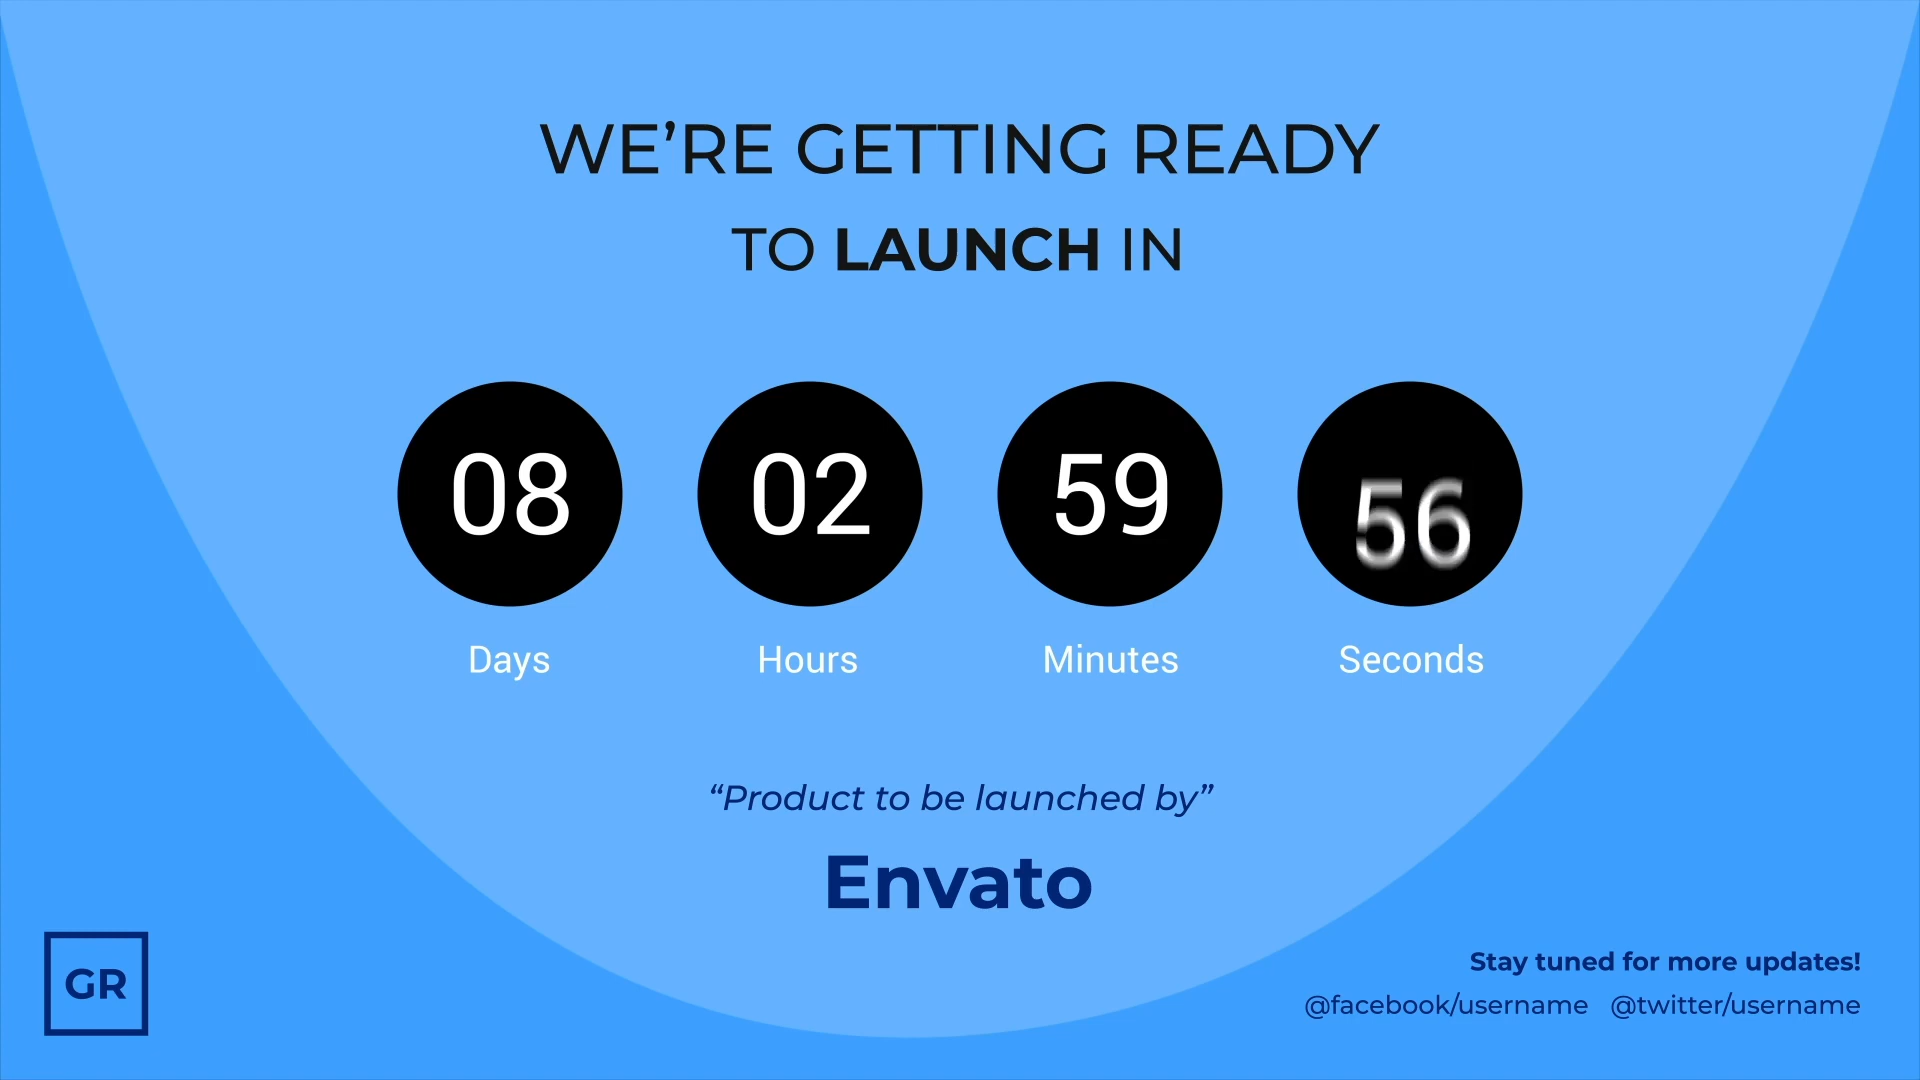 WE’RE GETTING READY
TO LAUNCH IN
08 02 59 56
Days Hours Minutes Seconds
“Product to be launched by”
Envato
GR
Stay tuned for more updates!
@facebook/username @twitter/username